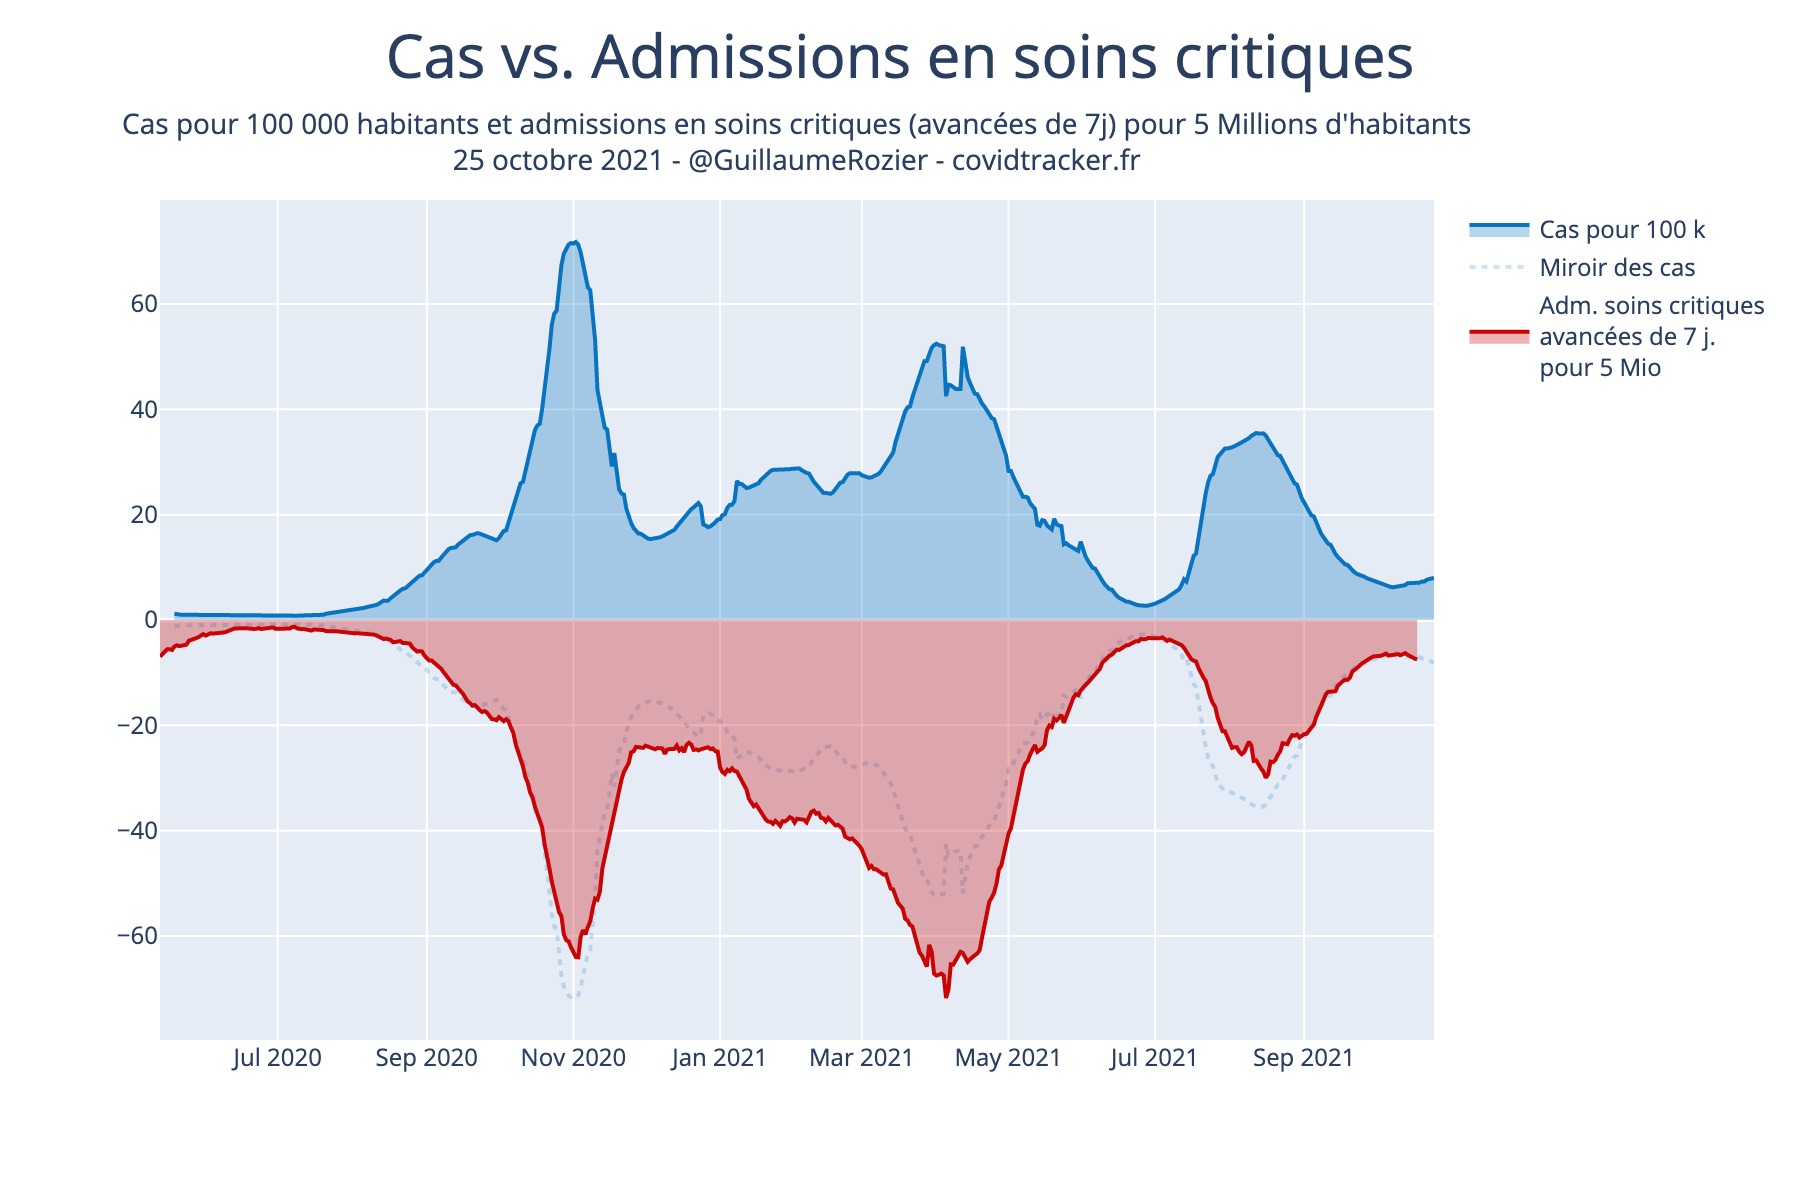 Cas vs. Admissions en soins critiques
Cas pour 100 000 habitants et admissions en soins critiques (avancées de 7j) pour 5 Millions d'habitants
25 octobre 2021 - @GuillaumeRozier - covidtracker.fr
Cas pour 100 k
Miroir des cas
Adm. soins critiques
avancées de 7 j.
pour 5 Mio
60
40
20
0
−20
−40
−60
Jul 2020
Sep 2020
Nov 2020
Jan 2021
Mar 2021
May 2021
Jul 2021
Sep 2021